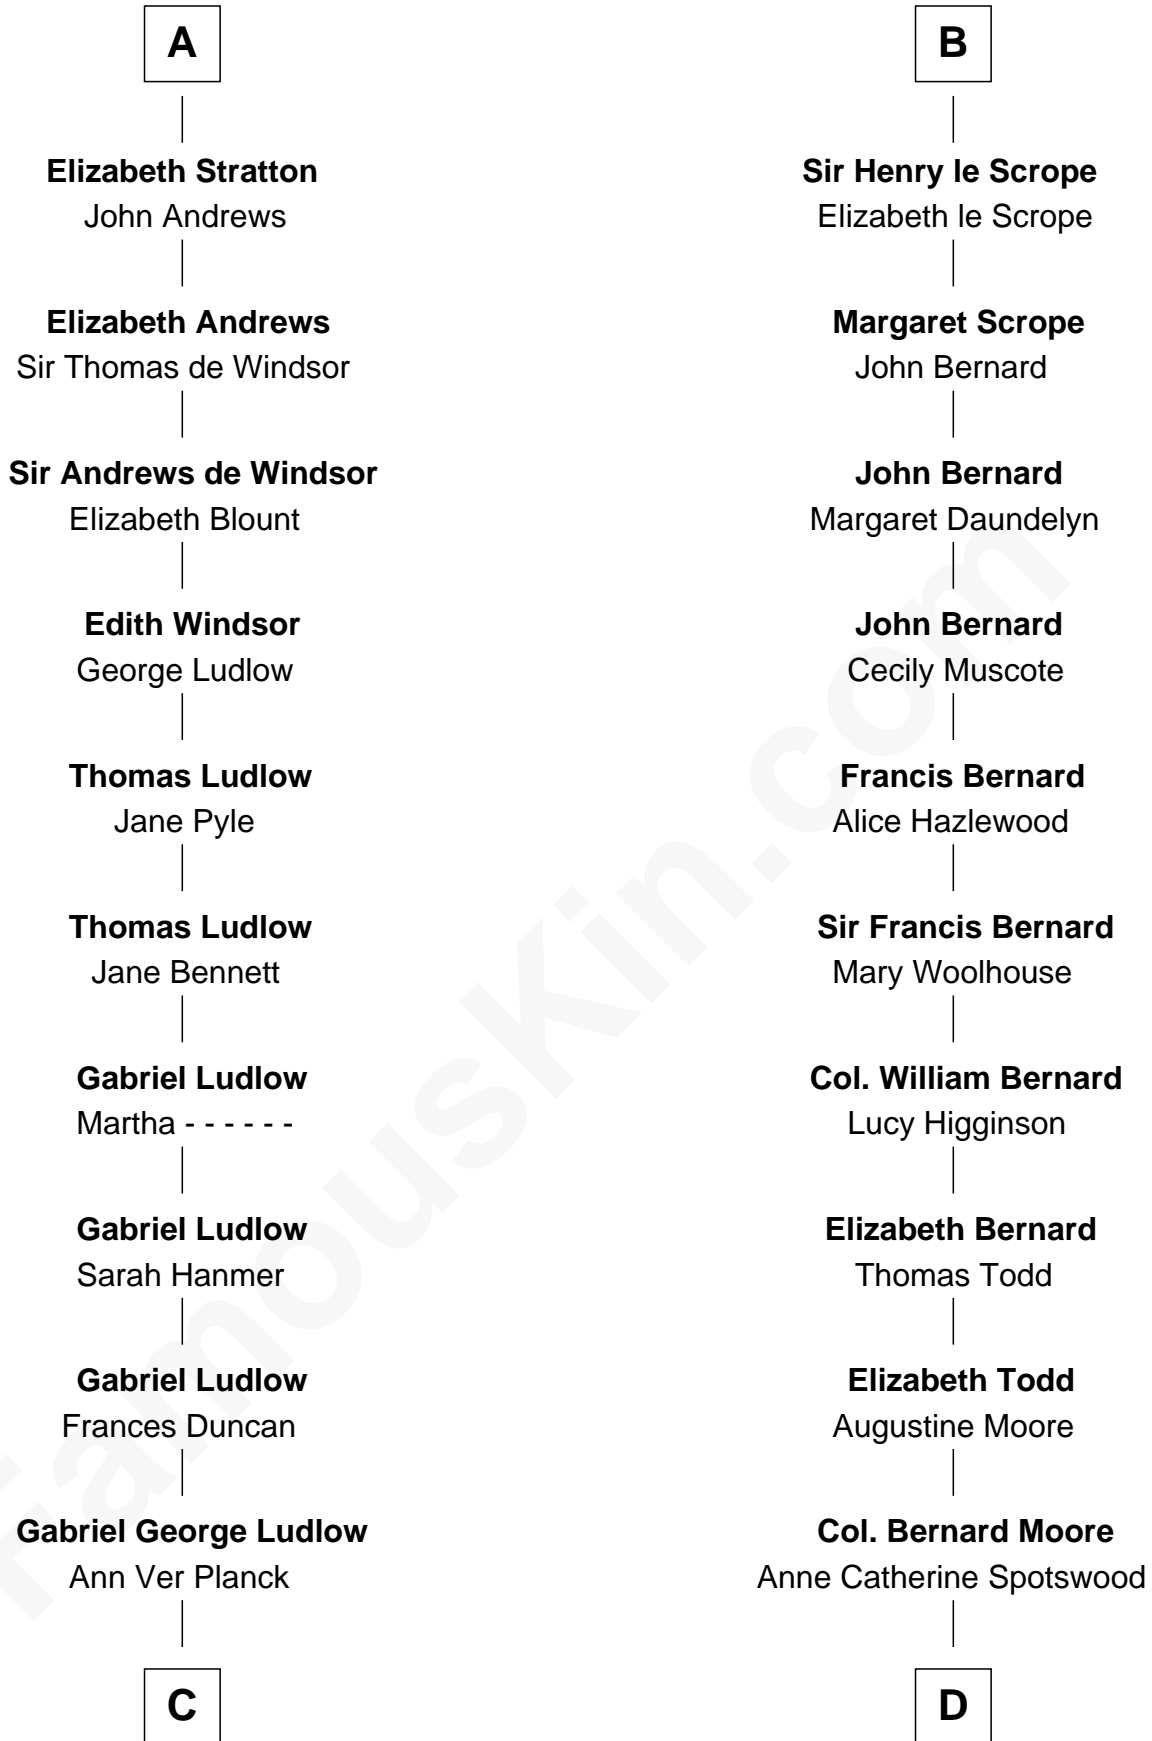 A
Elizabeth Stratton
John Andrews
Elizabeth Andrews
Sir Thomas de Windsor
Sir Andrews de Windsor
Elizabeth Blount
Edith Windsor
George Ludlow
Thomas Ludlow
Jane Pyle
Thomas Ludlow
Jane Bennett
Gabriel Ludlow
Martha - - - - - -
Gabriel Ludlow
Sarah Hanmer
Gabriel Ludlow
Frances Duncan
Gabriel George Ludlow
Ann Ver Planck
C
B
Sir Henry le Scrope
Elizabeth le Scrope
Margaret Scrope
John Bernard
John Bernard
Margaret Daundelyn
John Bernard
Cecily Muscote
Francis Bernard
Alice Hazlewood
Sir Francis Bernard
Mary Woolhouse
Col. William Bernard
Lucy Higginson
Elizabeth Bernard
Thomas Todd
Elizabeth Todd
Augustine Moore
Col. Bernard Moore
Anne Catherine Spotswood
D
FamousKin.com